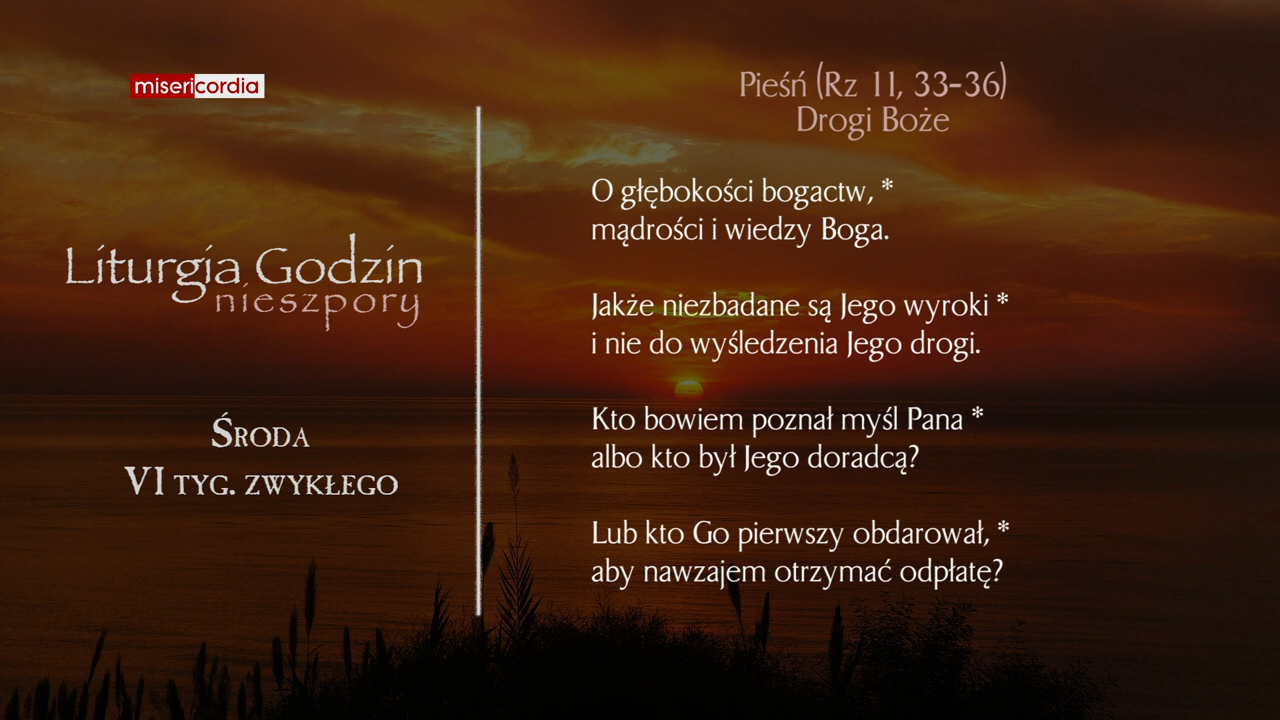 misericordia
Liturgia Godzin
nieszpory
Środa
VI tyg. zwykłego
Pieśń (Rz 11, 33-36)
Drogi Boże
O głębokości bogactw, *
mądrości i wiedzy Boga.
Jakże niezbadane są Jego wyroki *
i nie do wyśledzenia Jego drogi.
Kto bowiem poznał myśl Pana *
albo kto był Jego doradcą?
Lub kto Go pierwszy obdarował, *
aby nawzajem otrzymać odpłatę?